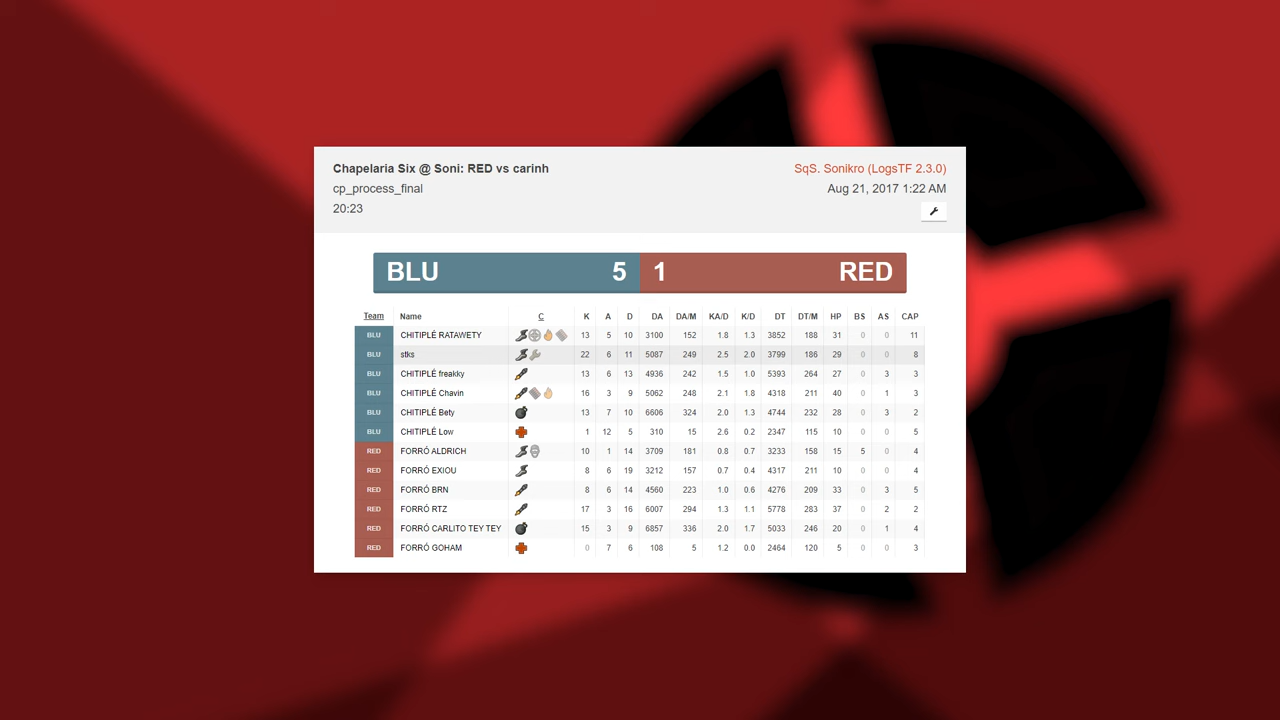 Chapelaria Six @ Soni: RED vs carinh SqS. Sonikro (LogsTF 2.3.0)
cp_process_final Aug 21, 2017 1:22 AM
20:23
BLU 5 1 RED
Team Name C K A D DA DA/M KA/D K/D DT DT/M HP BS AS CAP
BLU CHITIPLÉ RATAWETY 13 5 10 3100 152 1.8 1.3 3852 188 31 0 0 11
BLU stks 22 6 11 5087 249 2.5 2.0 3799 186 29 0 0 8
BLU CHITIPLÉ freakky 13 6 13 4936 242 1.5 1.0 5393 264 27 0 3 3
BLU CHITIPLÉ Chavin 16 3 9 5062 248 2.1 1.8 4318 211 40 0 1 3
BLU CHITIPLÉ Bety 13 7 10 6606 324 2.0 1.3 4744 232 28 0 3 2
BLU CHITIPLÉ Low 1 12 5 310 15 2.6 0.2 2347 115 10 0 0 5
RED FORRÓ ALDRICH 10 1 14 3709 181 0.8 0.7 3233 158 15 5 0 4
RED FORRÓ EXIOU 8 6 19 3212 157 0.7 0.4 4317 211 10 0 0 4
RED FORRÓ BRN 8 6 14 4560 223 1.0 0.6 4276 209 33 0 3 5
RED FORRÓ RTZ 17 3 16 6007 294 1.3 1.1 5778 283 37 0 2 2
RED FORRÓ CARLITO TEY TEY 15 3 9 6857 336 2.0 1.7 5033 246 20 0 1 4
RED FORRÓ GOHAM 0 7 6 108 5 1.2 0.0 2464 120 5 0 0 3